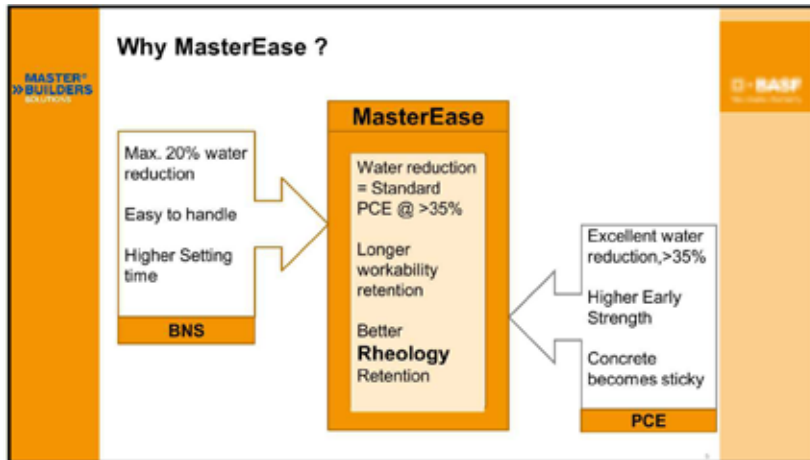 Why MasterEase ?
MASTER®
»BUILDERS
SOLUTIONS
BASF
Max. 20% water
reduction
Easy to handle
Higher Setting
time
BNS
MasterEase
Water reduction
= Standard
PCE @ >35%
Longer
workability
retention
Better
Rheology
Retention
Excellent water
reduction,>35%
Higher Early
Strength
Concrete
becomes sticky
PCE